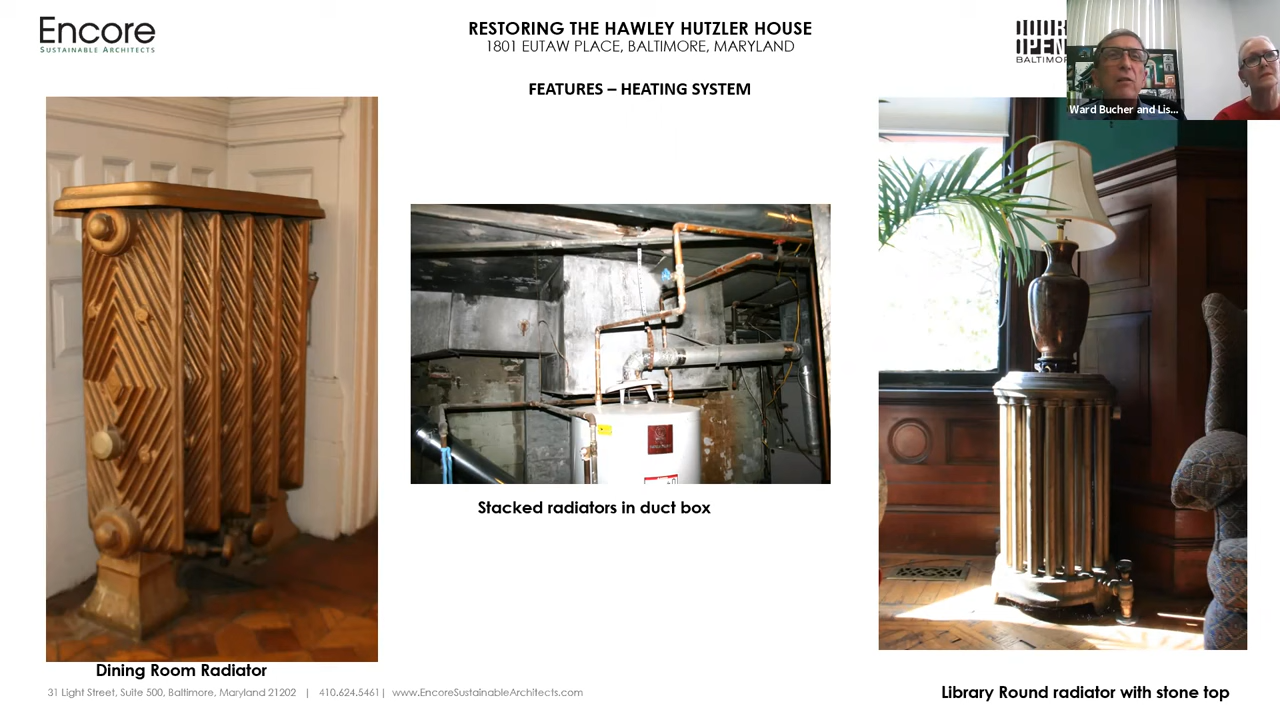 Encore
SUSTAINABLE ARCHITECTS
RESTORING THE HAWLEY HUTZLER HOUSE
1801 EUTAW PLACE, BALTIMORE, MARYLAND
OPEN
Ward Bucher and Lis...
FEATURES – HEATING SYSTEM
Stacked radiators in duct box
Dining Room Radiator
31 Light Street, Suite 500, Baltimore, Maryland 21202 | 410.624.5461| www.EncoreSustainableArchitects.com
Library Round radiator with stone top